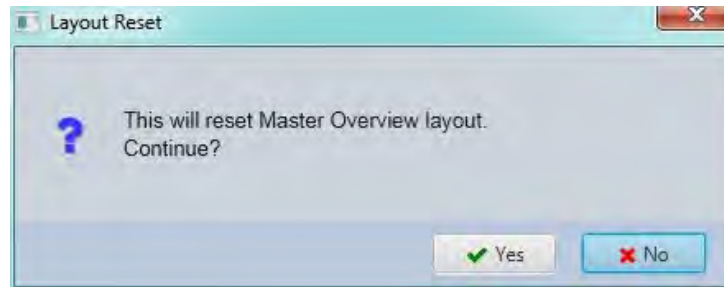 Layout Reset
This will reset Master Overview layout.
Continue?
Yes
No